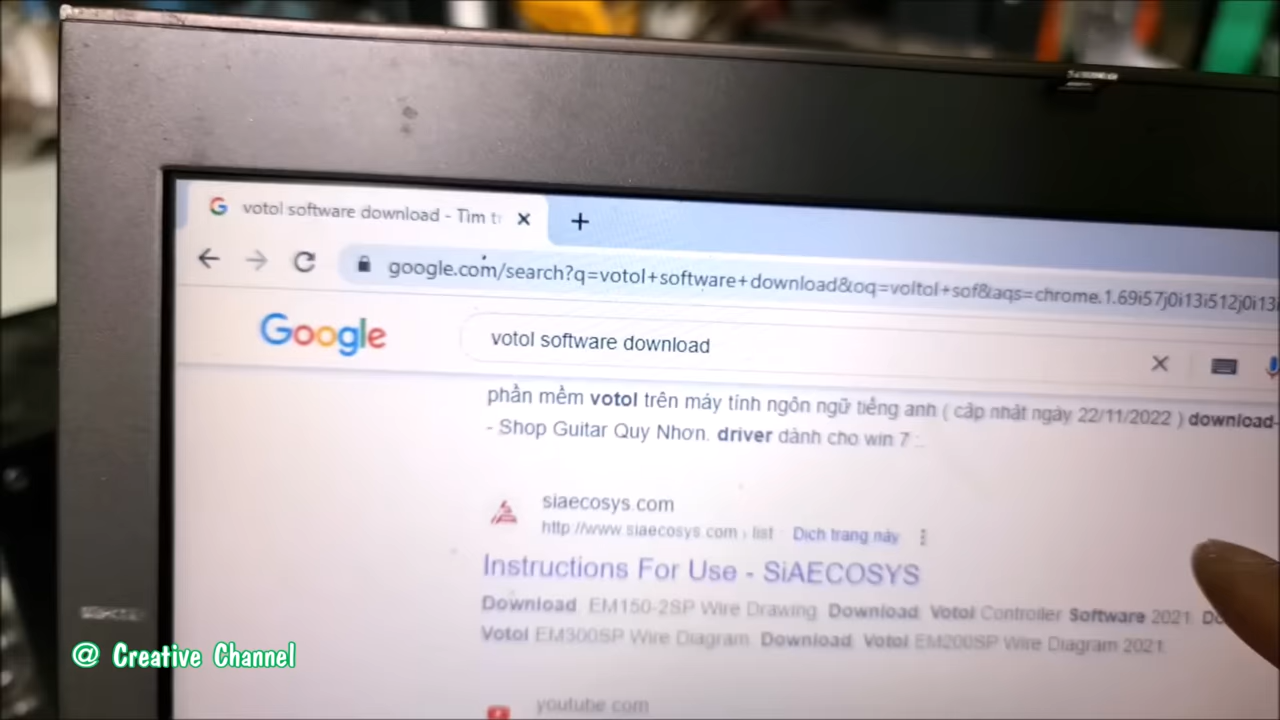 votol software download - Tìm t
google.com/search?q=votol+software+download&oq=voltol+sof&aqs=chrome.1.69i57j0i13i512j0i13i
Google
votol software download
phần mềm votol trên máy tính ngôn ngữ tiếng anh ( cập nhật ngày 22/11/2022 ) download-
- Shop Guitar Quy Nhơn. driver dành cho win 7 :.
siaecosys.com
http://www.siaecosys.com › list · Dịch trang này
Instructions For Use - SiAECOSYS
Download. EM150-2SP Wire Drawing. Download. Votol Controller Software 2021. Do
Votol EM300SP Wire Diagram. Download. Votol EM200SP Wire Diagram 2021.
youtube.com
@ Creative Channel